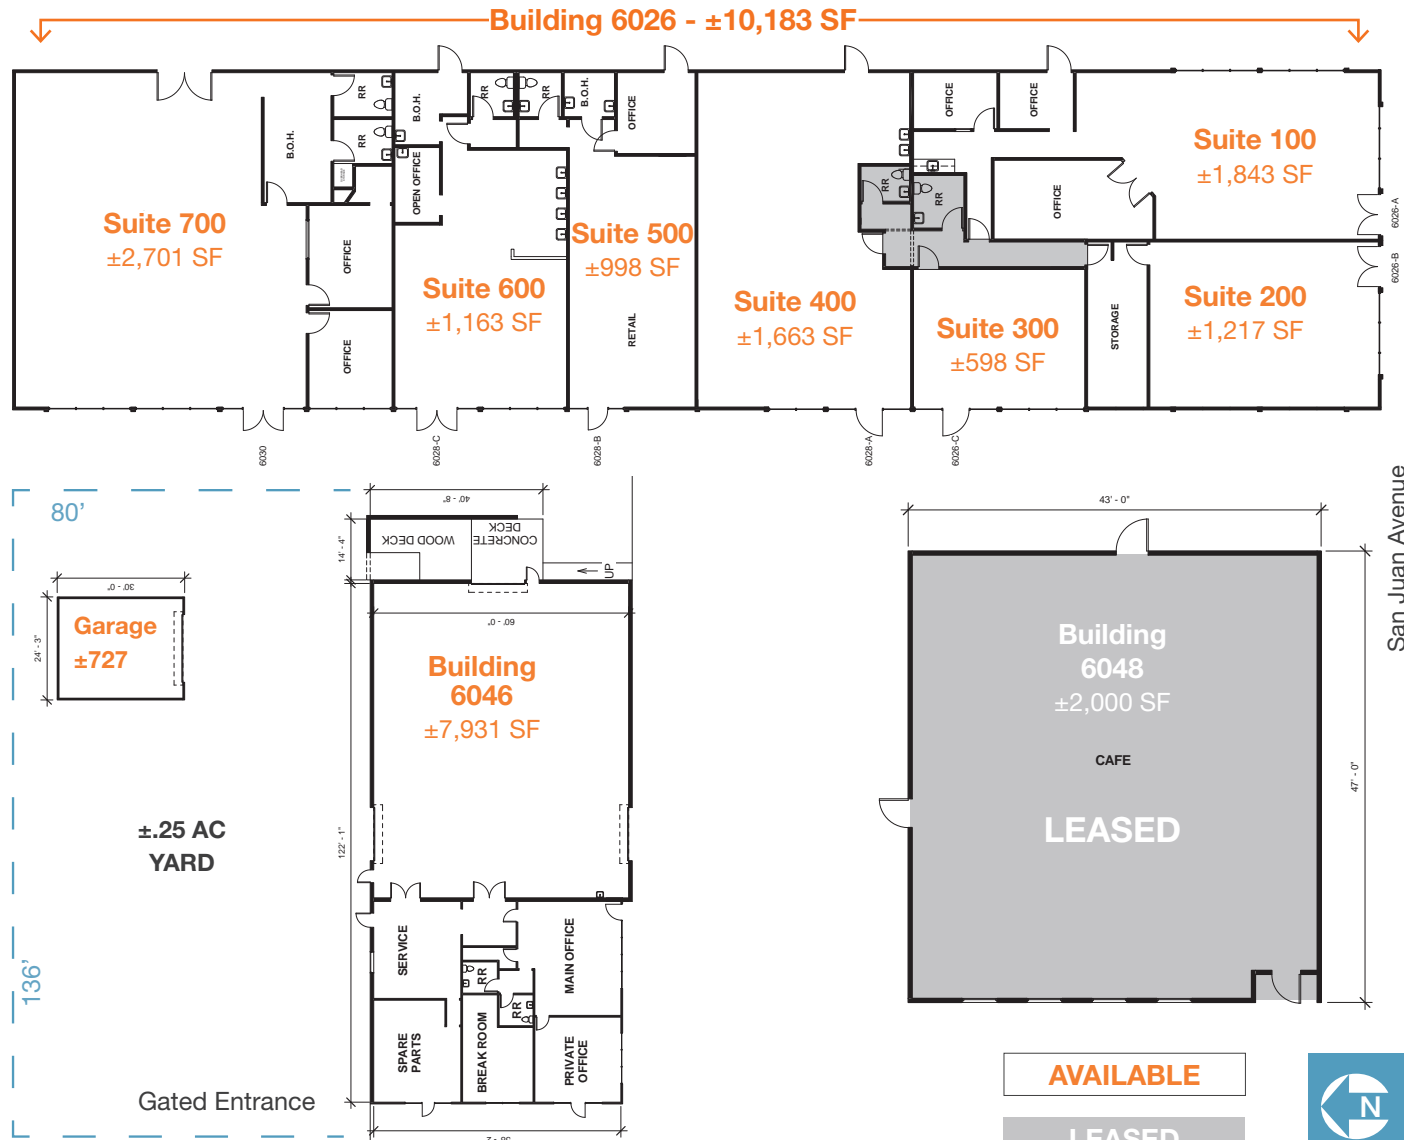 Building 6026 - ±10,183 SF
RR
RR
B.O.H.
B.O.H.
RR
RR
B.O.H.
OFFICE
OFFICE
OFFICE
Suite 100
±1,843 SF
OPEN OFFICE
RR
RR
OFFICE
6026-A
Suite 700
±2,701 SF
OFFICE
Suite 500
±998 SF
6026-B
Suite 600
±1,163 SF
Suite 400
±1,663 SF
Suite 200
±1,217 SF
RETAIL
STORAGE
Suite 300
±598 SF
OFFICE
6030
6028-C
6028-B
6028-A
6026-C
80’
40' - 8"
43' - 0"
San Juan Avenue
14' - 4"
WOOD DECK
CONCRETE
DECK
UP
30' - 0"
24' - 3"
Garage
±727
60' - 0"
Building
6046
±7,931 SF
Building
6048
±2,000 SF
CAFE
47' - 0"
LEASED
±.25 AC
YARD
122' - 1"
SERVICE
MAIN OFFICE
RR
RR
136’
SPARE
PARTS
BREAK ROOM
PRIVATE
OFFICE
Gated Entrance
AVAILABLE
N
LEASED